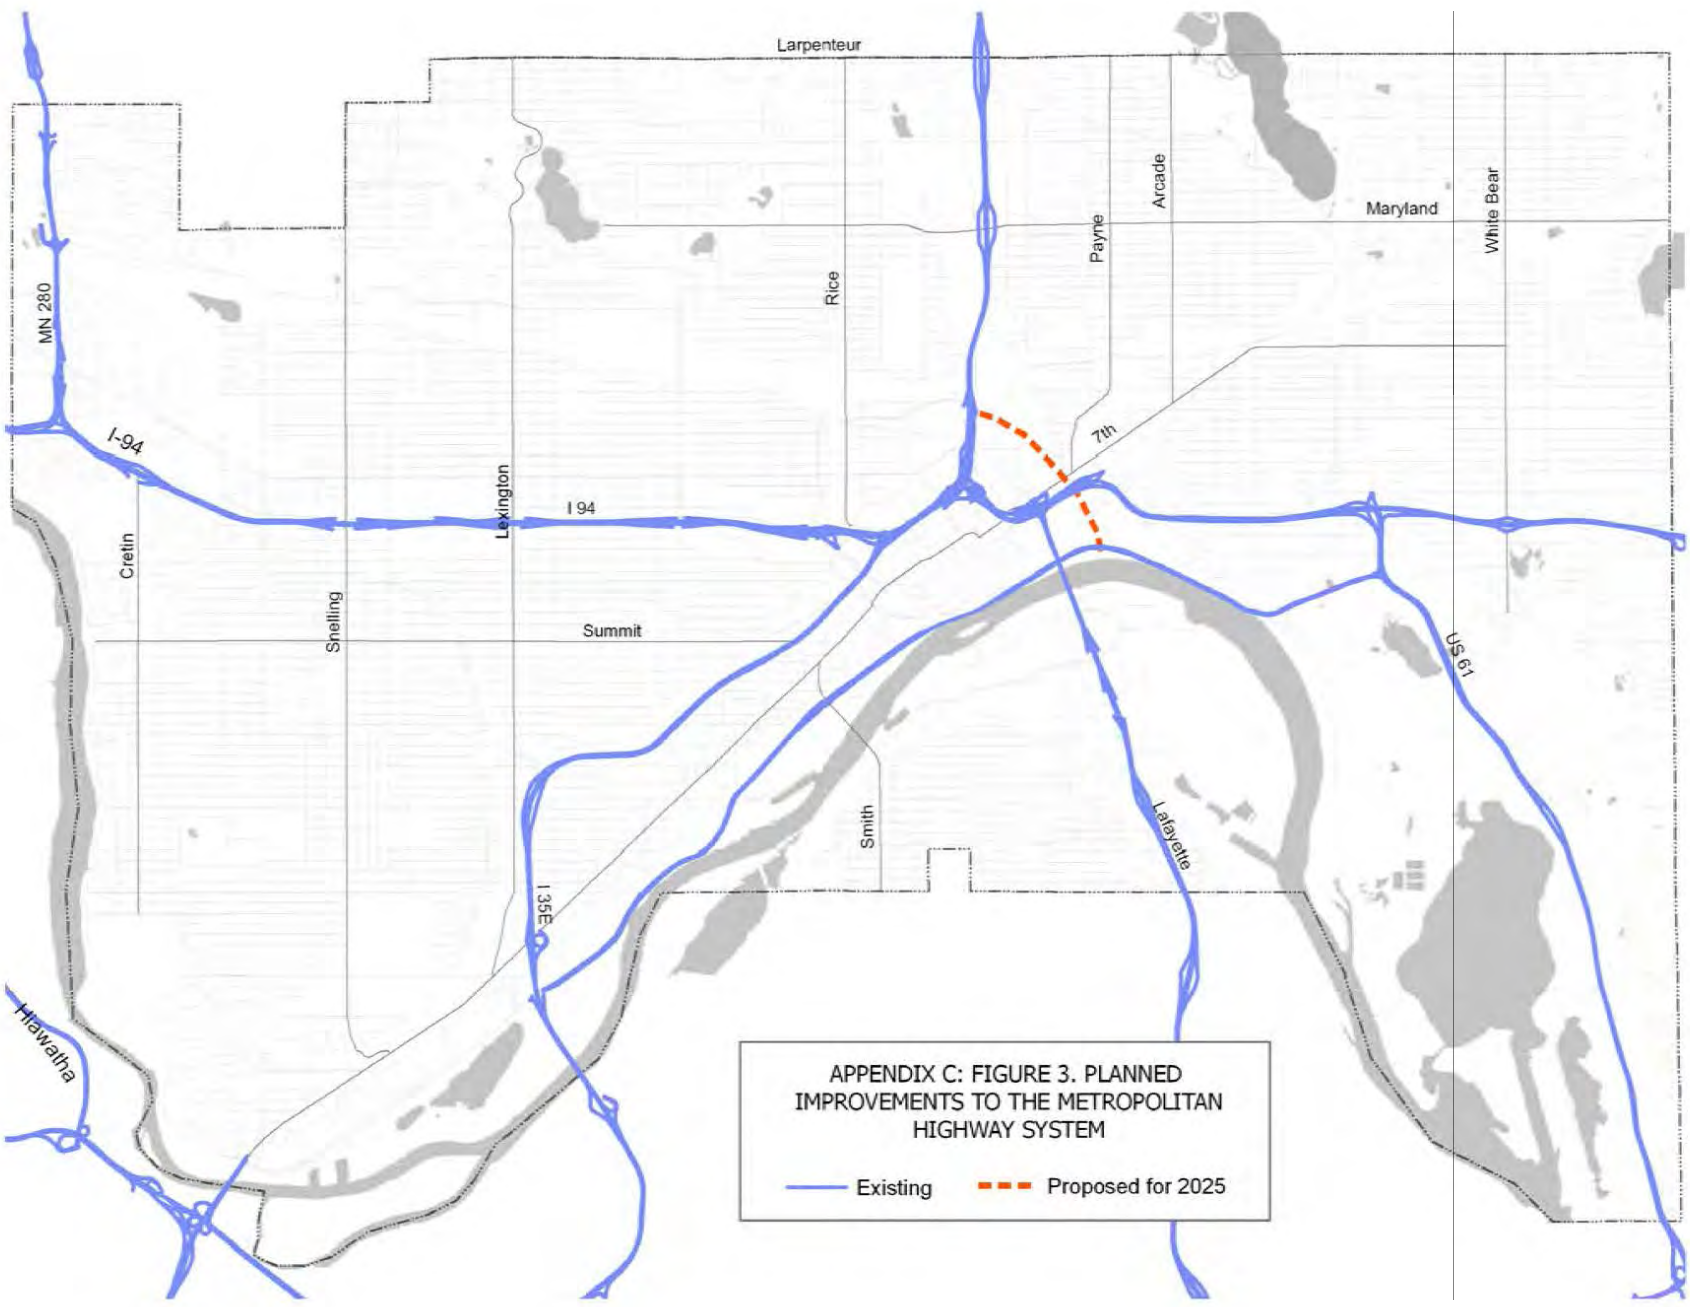 Larpenteur
Arcade
White Bear
Maryland
Payne
Rice
MN 280
7th
I-94
Lexington
I 94
Cretin
Snelling
Summit
US 61
Smith
Lafayette
I 35E
Hiawatha
APPENDIX C: FIGURE 3. PLANNED
IMPROVEMENTS TO THE METROPOLITAN
HIGHWAY SYSTEM
Existing
Proposed for 2025